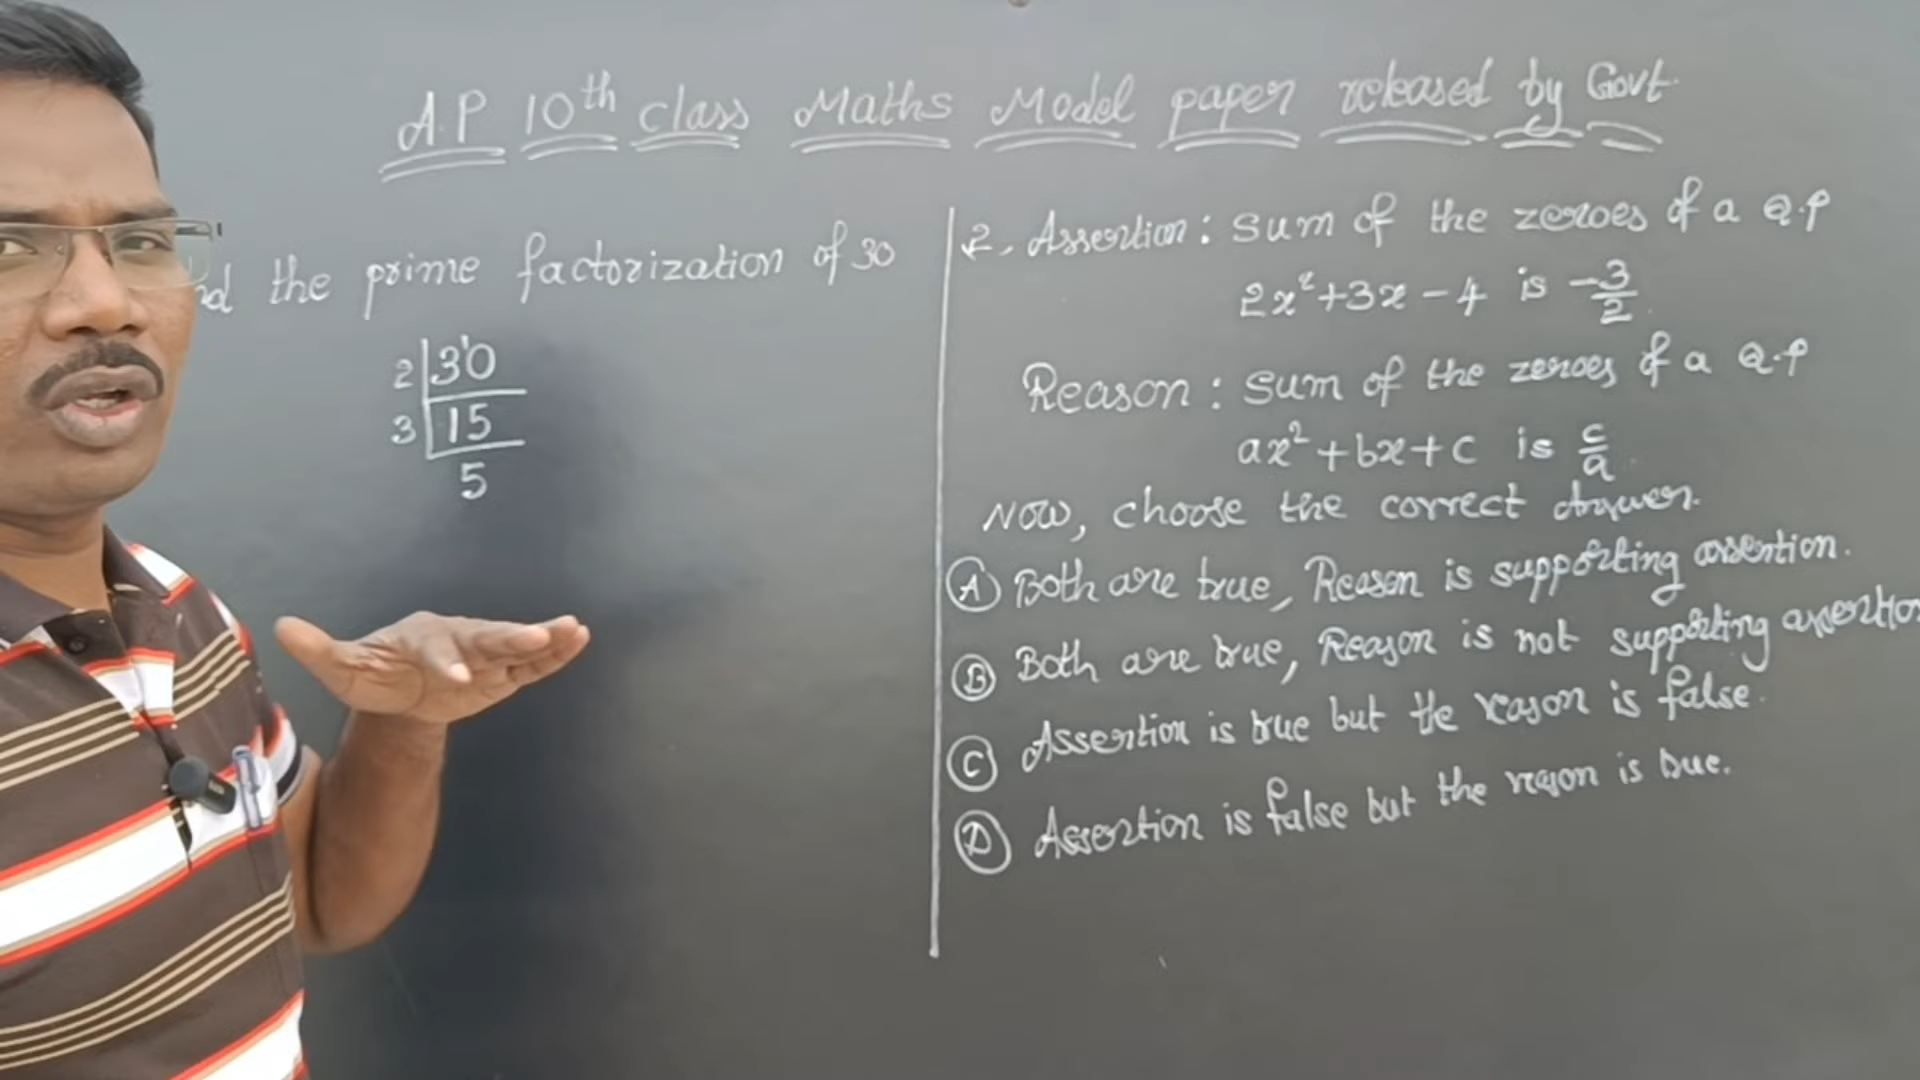 A.P 10th class Maths Model paper released by Govt.
the prime factorization of 30
2 30
3 15
5
2. Assertion: Sum of the zeroes of a Q.P
2x²+3x-4 is -3/2.
Reason: Sum of the zeroes of a Q.P
ax²+bx+c is c/a.
Now, choose the correct Answer.
A Both are true, Reason is supporting assertion.
B Both are true, Reason is not supporting assertion
C Assertion is true but the reason is false.
D Assertion is false but the reason is true.